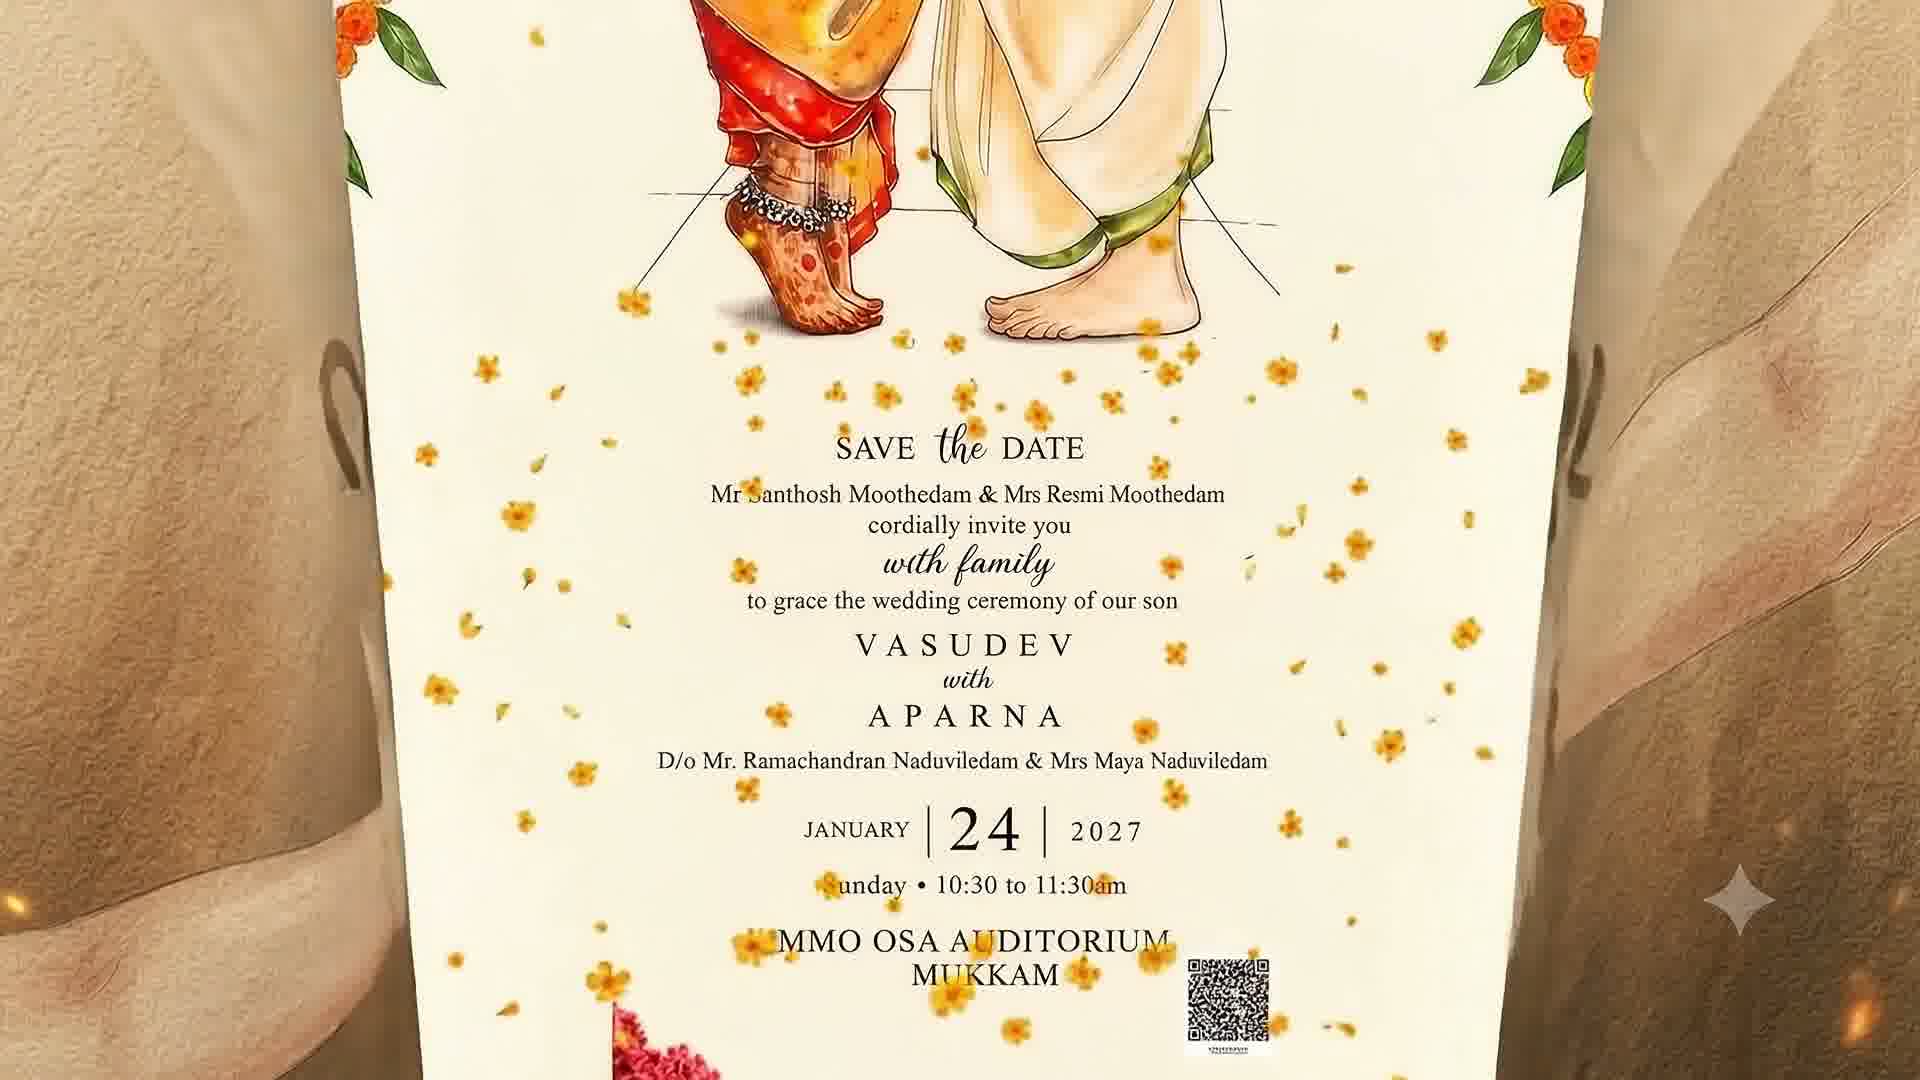 SAVE the DATE
Mr Santhosh Moothedam & Mrs Resmi Moothedam
cordially invite you
with family
to grace the wedding ceremony of our son
VASUDEV
with
APARNA
D/o Mr. Ramachandran Naduviledam & Mrs Maya Naduviledam
JANUARY | 24 | 2027
Sunday • 10:30 to 11:30am
MMO OSA AUDITORIUM
MUKKAM